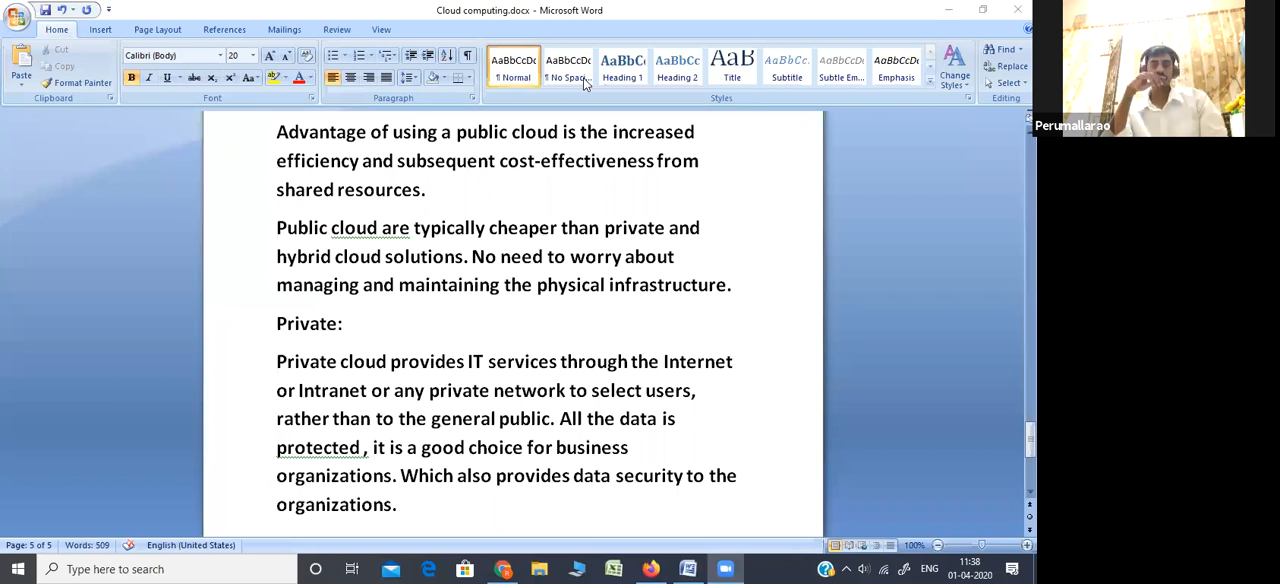 Cloud computing.docx - Microsoft Word
Home Insert Page Layout References Mailings Review View
Paste
Cut
Copy
Format Painter
Clipboard
Calibri (Body) 20
Font
Paragraph
AaBbCcDc AaBbCcDc AaBbC AaBbCc AaB AaBbCc. AaBbCcDc AaBbCcDc
¶ Normal ¶ No Spaci... Heading 1 Heading 2 Title Subtitle Subtle Em... Emphasis
Styles
Change
Styles
Find
Replace
Select
Editing
Perumallarao
Advantage of using a public cloud is the increased
efficiency and subsequent cost-effectiveness from
shared resources.
Public cloud are typically cheaper than private and
hybrid cloud solutions. No need to worry about
managing and maintaining the physical infrastructure.
Private:
Private cloud provides IT services through the Internet
or Intranet or any private network to select users,
rather than to the general public. All the data is
protected , it is a good choice for business
organizations. Which also provides data security to the
organizations.
Page: 5 of 5 Words: 509 English (United States) 100%
Type here to search
ENG
11:38
01-04-2020